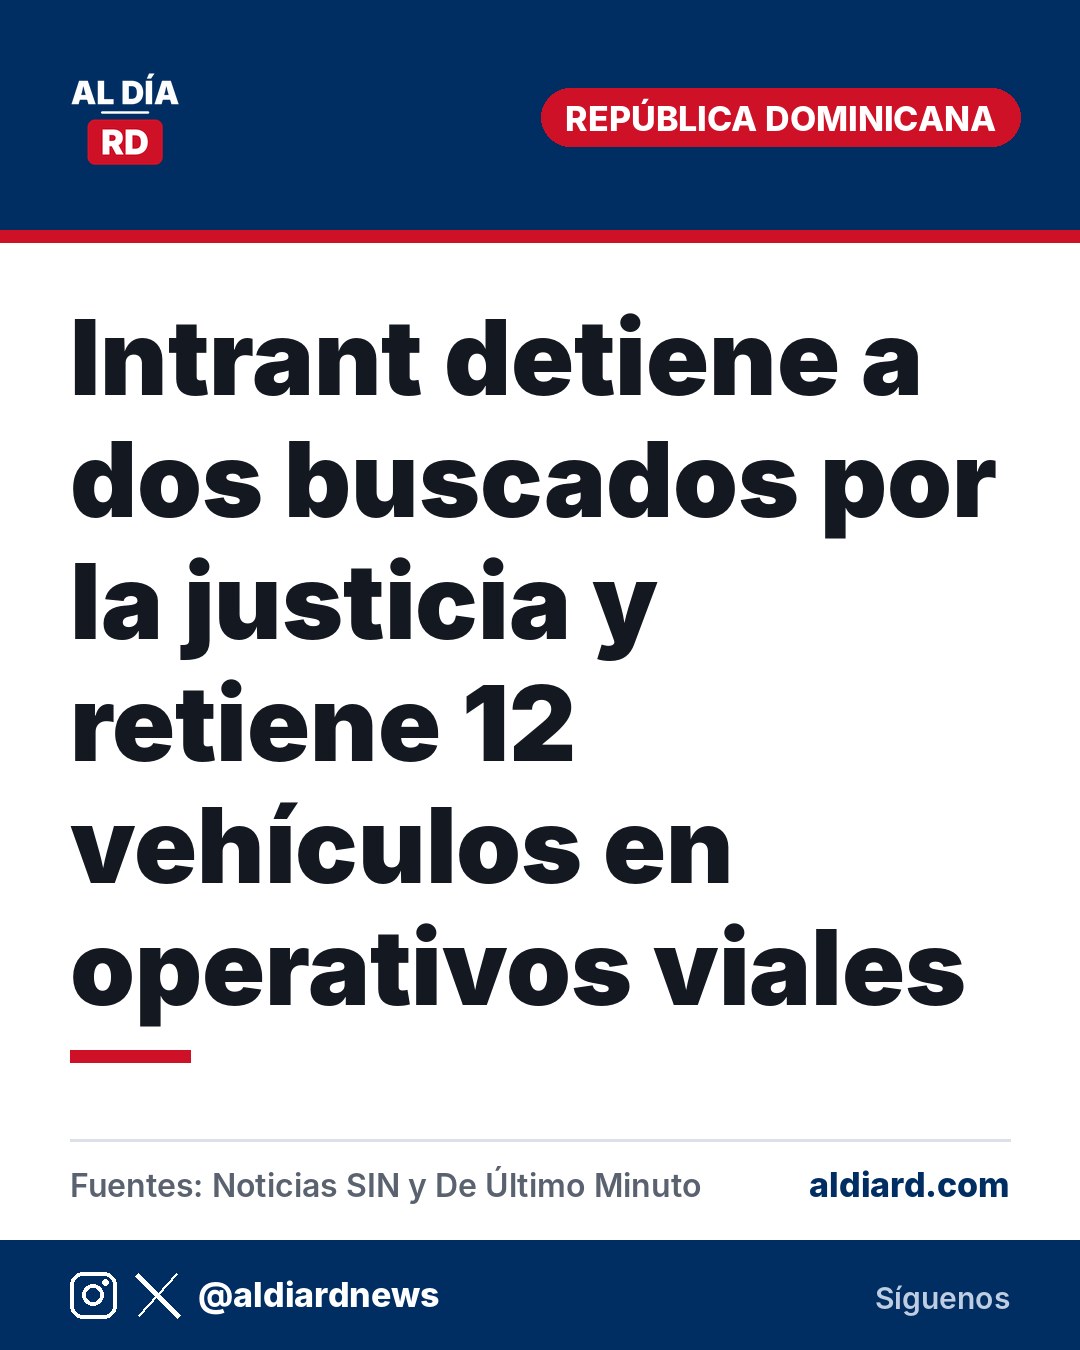 AL DÍA
RD
REPÚBLICA DOMINICANA
Intrant detiene a
dos buscados por
la justicia y
retiene 12
vehículos en
operativos viales
Fuentes: Noticias SIN y De Último Minuto
aldiard.com
@aldiardnews
Síguenos